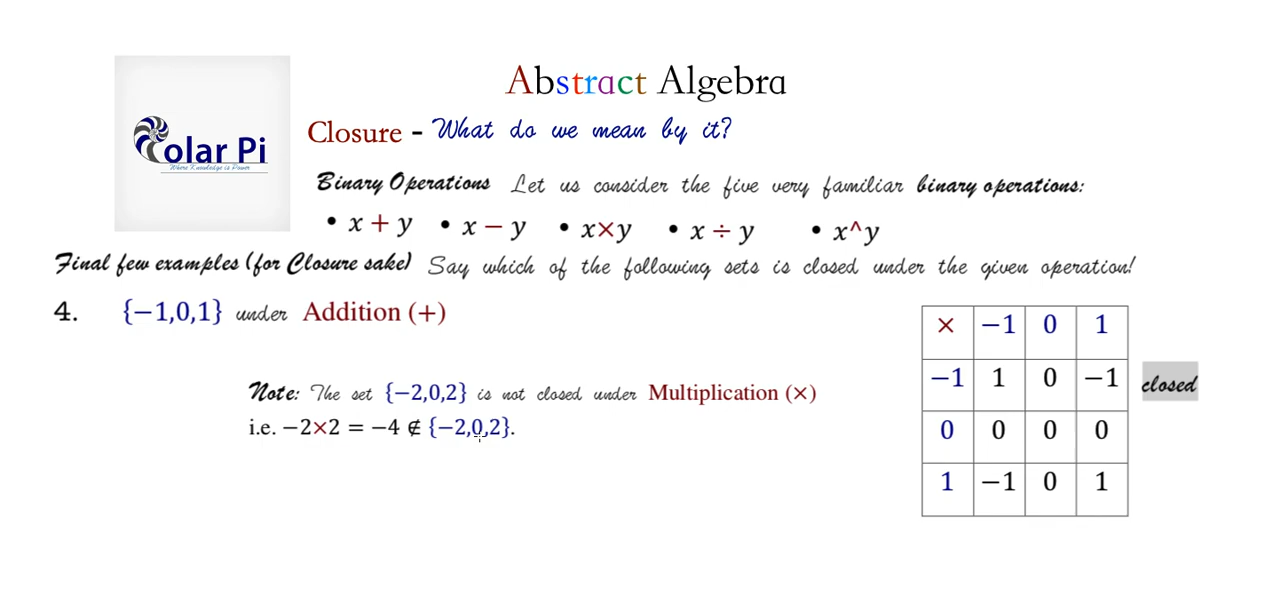 Abstract Algebra
olar Pi
Where Knowledge is Power
Closure - What do we mean by it?
Binary Operations Let us consider the five very familiar binary operations:
• x + y • x − y • x×y • x ÷ y • x^y
Final few examples (for Closure sake) Say which of the following sets is closed under the given operation!
4. {−1,0,1} under Addition (+)
Note: The set {−2,0,2} is not closed under Multiplication (×)
i.e. −2×2 = −4 ∉ {−2,0,2}.
× −1 0 1
−1 1 0 −1 closed
0 0 0 0
1 −1 0 1